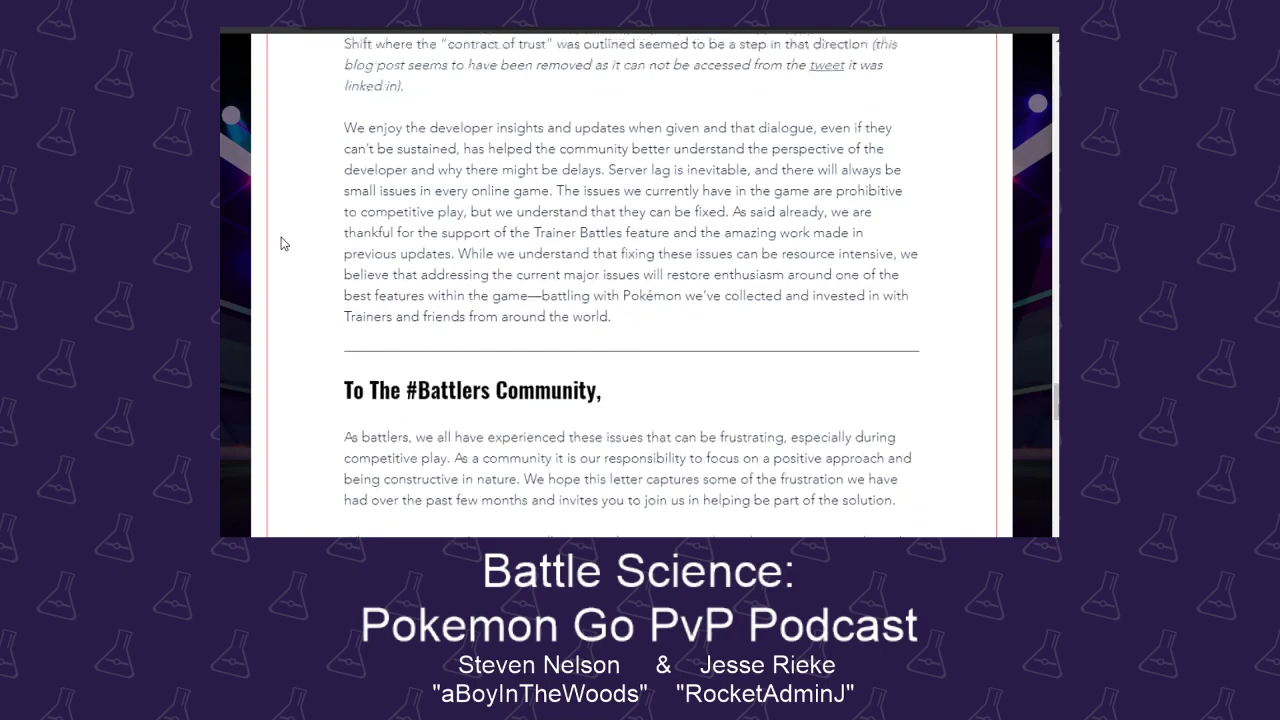 Shift where the “contract of trust” was outlined seemed to be a step in that direction (this
blog post seems to have been removed as it can not be accessed from the tweet it was
linked in).
We enjoy the developer insights and updates when given and that dialogue, even if they
can’t be sustained, has helped the community better understand the perspective of the
developer and why there might be delays. Server lag is inevitable, and there will always be
small issues in every online game. The issues we currently have in the game are prohibitive
to competitive play, but we understand that they can be fixed. As said already, we are
thankful for the support of the Trainer Battles feature and the amazing work made in
previous updates. While we understand that fixing these issues can be resource intensive, we
believe that addressing the current major issues will restore enthusiasm around one of the
best features within the game—battling with Pokémon we’ve collected and invested in with
Trainers and friends from around the world.
To The #Battlers Community,
As battlers, we all have experienced these issues that can be frustrating, especially during
competitive play. As a community it is our responsibility to focus on a positive approach and
being constructive in nature. We hope this letter captures some of the frustration we have
had over the past few months and invites you to join us in helping be part of the solution.
Battle Science:
Pokemon Go PvP Podcast
Steven Nelson & Jesse Rieke
"aBoyInTheWoods" "RocketAdminJ"